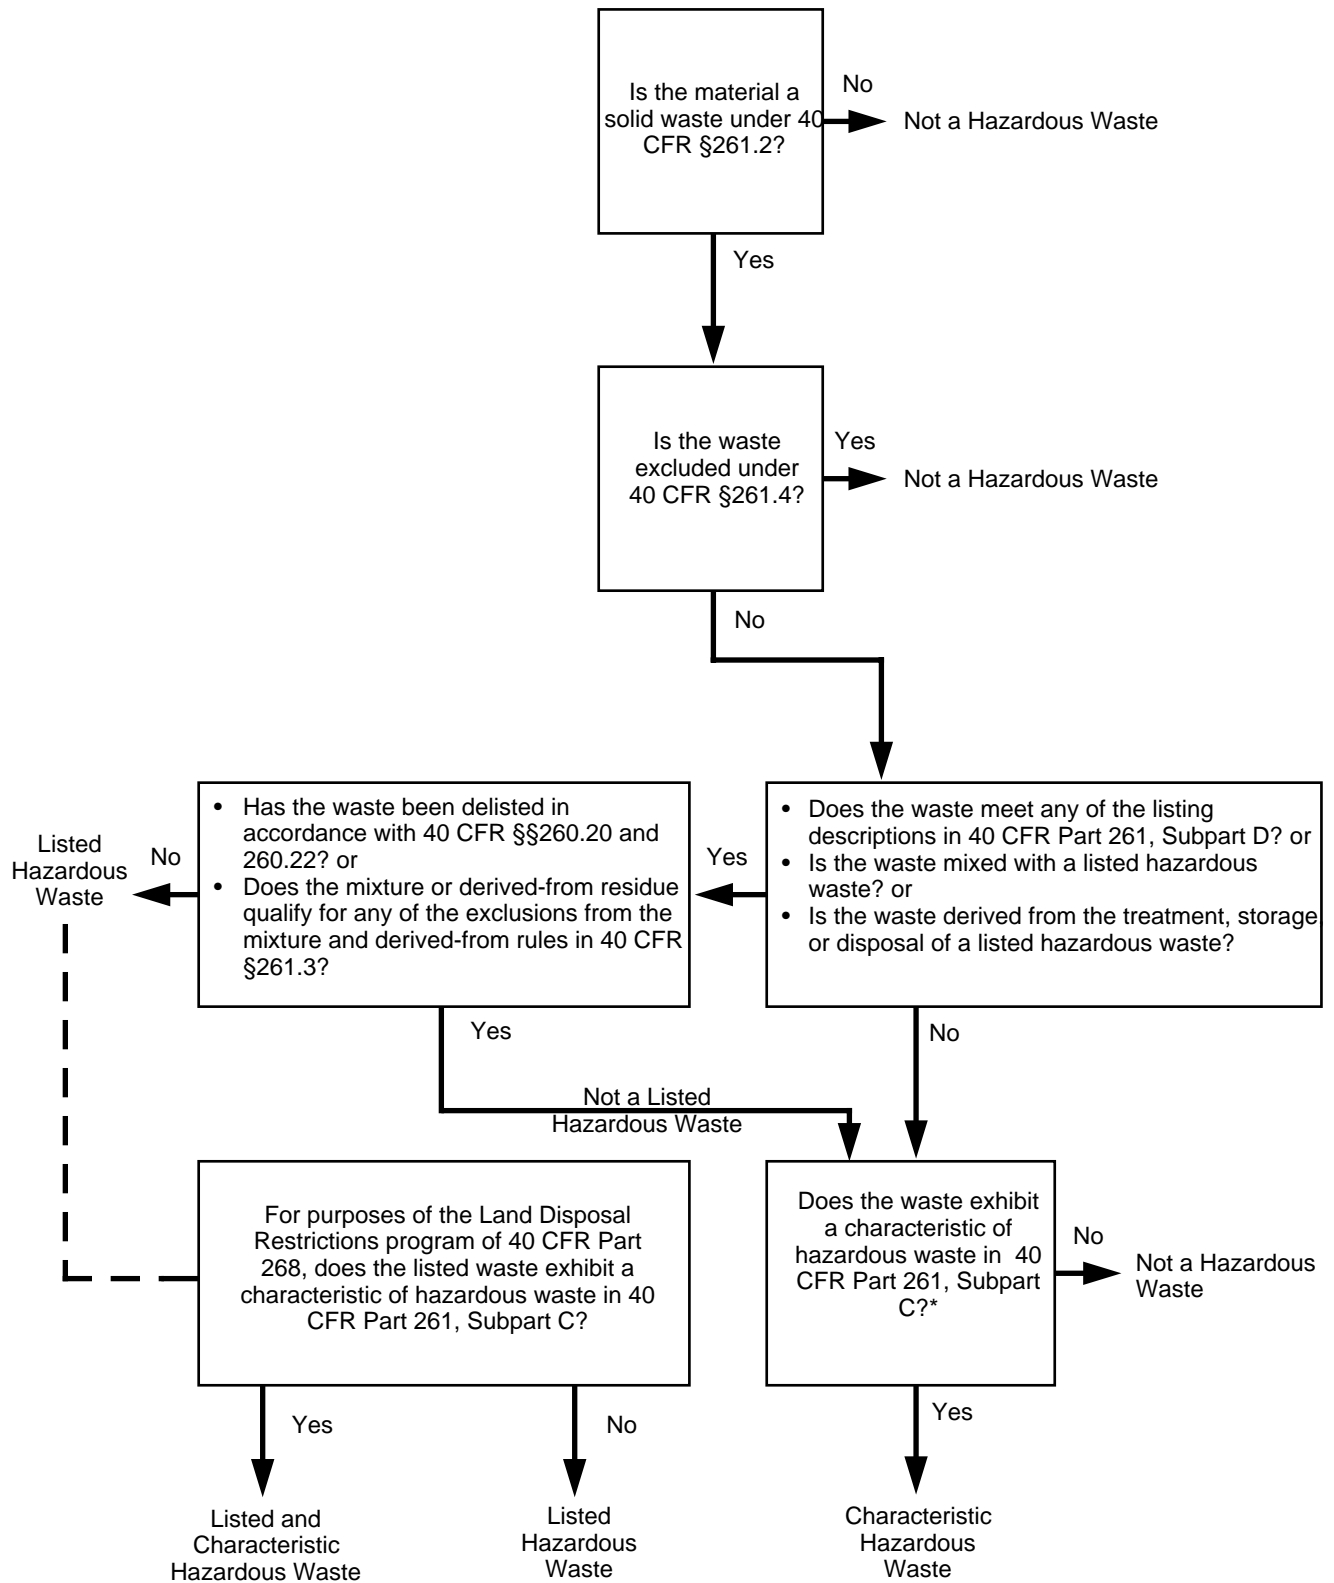 Is the material a
solid waste under 40
CFR §261.2?
No
Not a Hazardous Waste
Yes
Is the waste
excluded under
40 CFR §261.4?
Yes
Not a Hazardous Waste
No
• Does the waste meet any of the listing
descriptions in 40 CFR Part 261, Subpart D? or
• Is the waste mixed with a listed hazardous
waste? or
• Is the waste derived from the treatment, storage,
or disposal of a listed hazardous waste?
Yes
• Has the waste been delisted in
accordance with 40 CFR §§260.20 and
260.22? or
• Does the mixture or derived-from residue
qualify for any of the exclusions from the
mixture and derived-from rules in 40 CFR
§261.3?
No
Listed
Hazardous
Waste
Yes
Not a Listed
Hazardous Waste
No
For purposes of the Land Disposal
Restrictions program of 40 CFR Part
268, does the listed waste exhibit a
characteristic of hazardous waste in 40
CFR Part 261, Subpart C?
Does the waste exhibit
a characteristic of
hazardous waste in 40
CFR Part 261, Subpart
C?*
No
Not a Hazardous
Waste
Yes
No
Yes
Listed and
Characteristic
Hazardous Waste
Listed
Hazardous
Waste
Characteristic
Hazardous
Waste